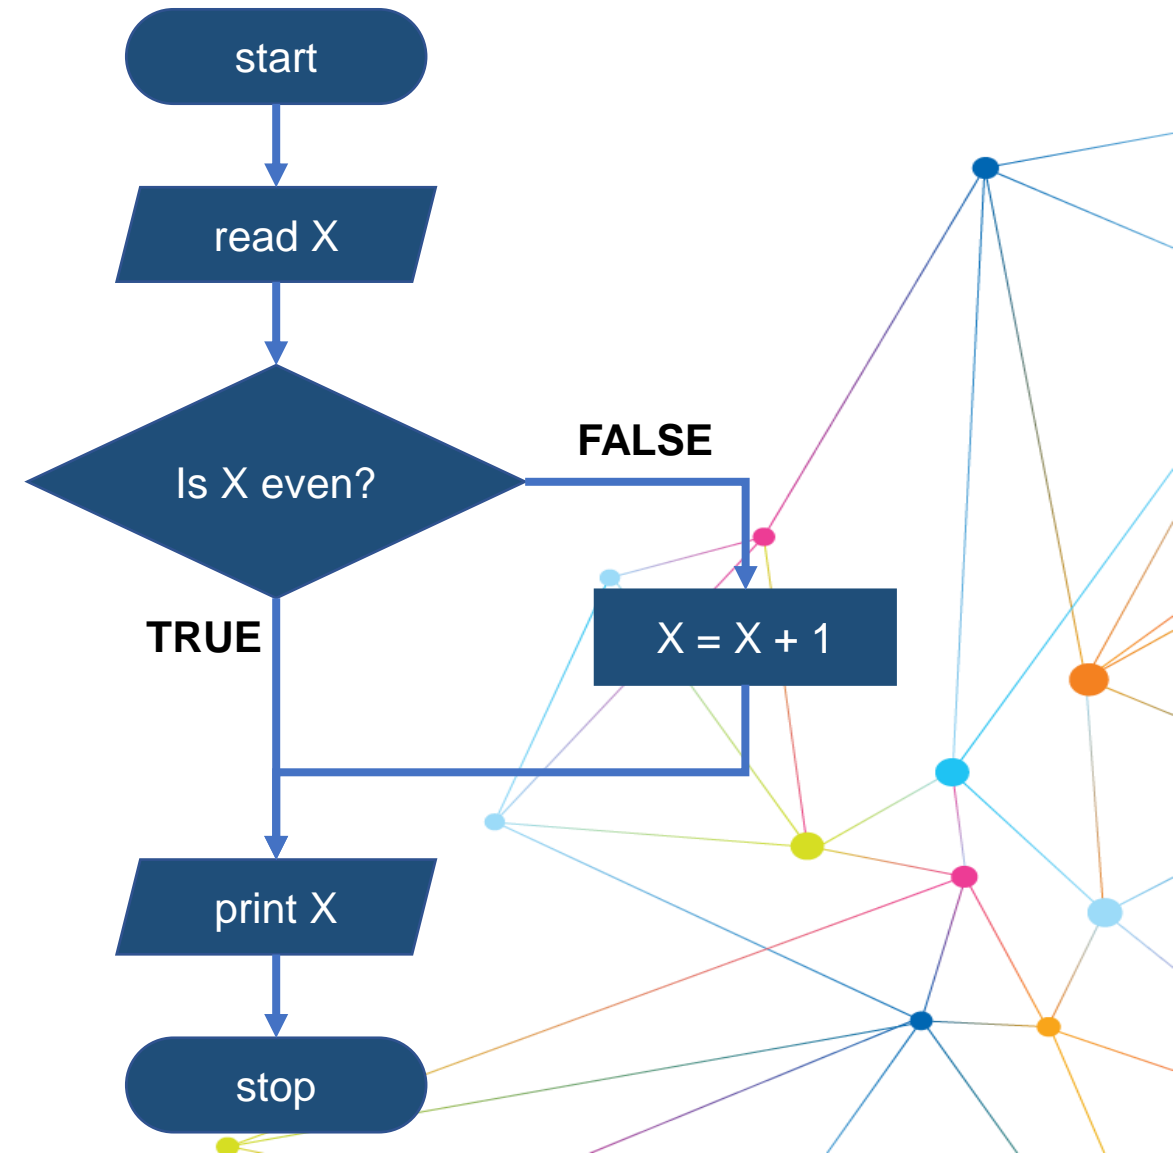 start
read X
Is X even?
FALSE
TRUE
X = X + 1
print X
stop